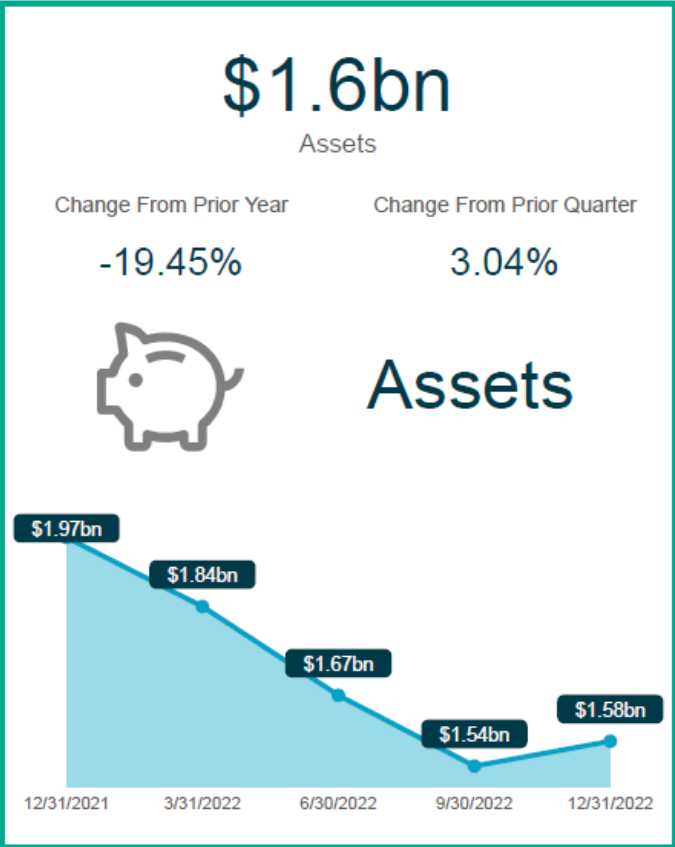 $1.6bn
Assets
Change From Prior Year
Change From Prior Quarter
-19.45%
3.04%
Assets
$1.97bn
$1.84bn
$1.67bn
$1.54bn
$1.58bn
12/31/2021
3/31/2022
6/30/2022
9/30/2022
12/31/2022